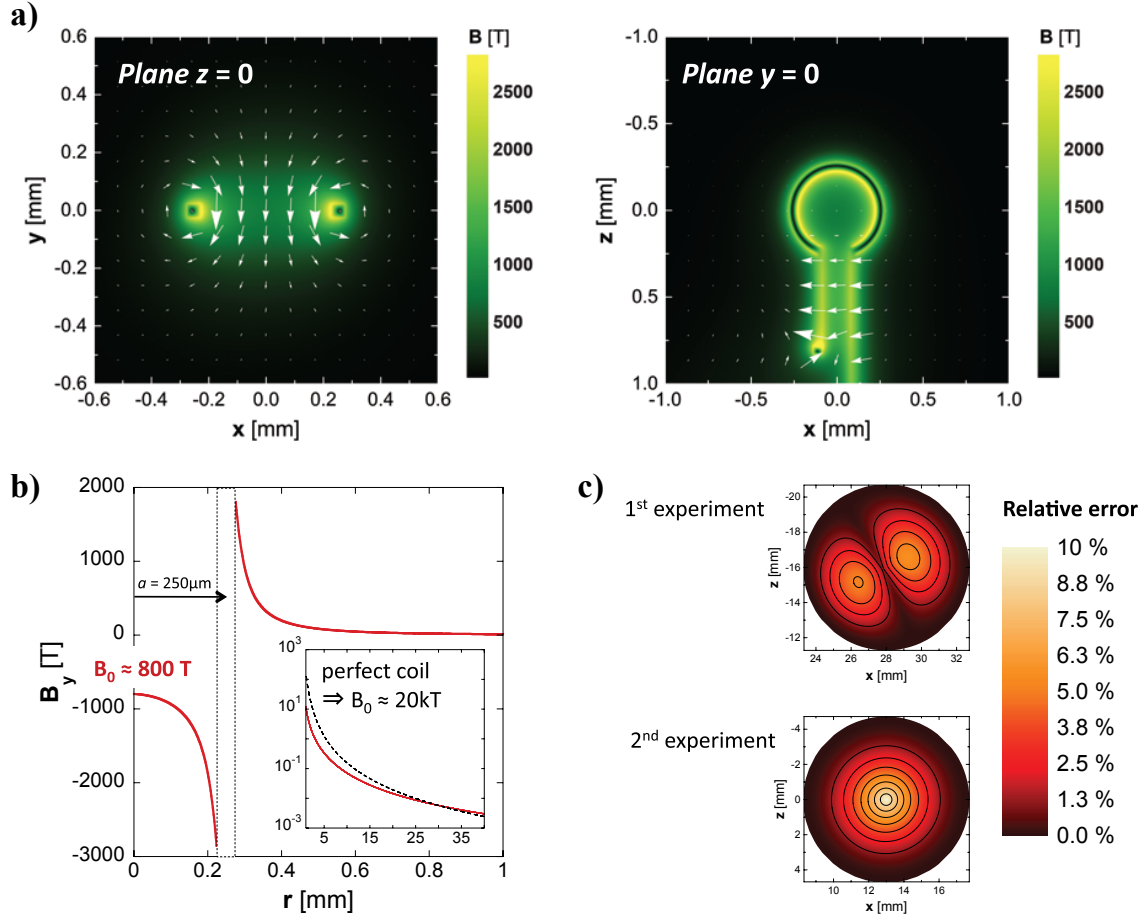 a)
Plane z = 0
0.6
0.4
0.2
0.0
-0.2
-0.4
-0.6
y [mm]
-0.6 -0.4 -0.2 0.0 0.2 0.4 0.6
x [mm]
B [T]
2500
2000
1500
1000
500
Plane y = 0
-1.0
-0.5
0.0
0.5
1.0
z [mm]
-1.0 -0.5 0.0 0.5 1.0
x [mm]
B [T]
2500
2000
1500
1000
500
b)
2000
1000
0
-1000
-2000
-3000
B_y [T]
a = 250μm
B₀ ≈ 800 T
perfect coil
⇒ B₀ ≈ 20kT
10³
10¹
10⁻¹
10⁻³
5 15 25 35
0 0.2 0.4 0.6 0.8 1
r [mm]
c)
1st experiment
-20
-18
-16
-14
-12
z [mm]
24 26 28 30 32
x [mm]
2nd experiment
-4
-2
0
2
4
z [mm]
10 12 14 16
x [mm]
Relative error
10 %
8.8 %
7.5 %
6.3 %
5.0 %
3.8 %
2.5 %
1.3 %
0.0 %